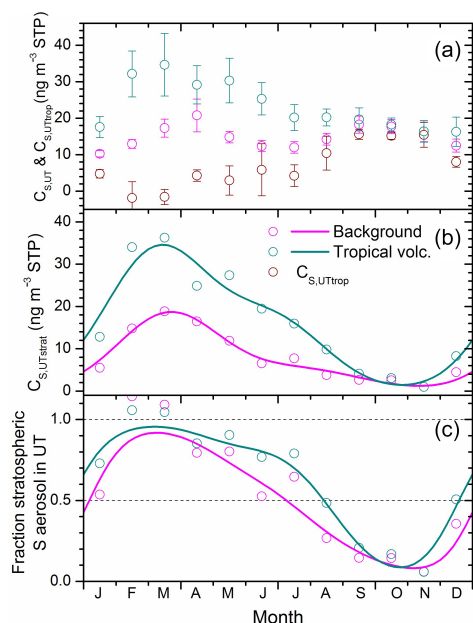 C_S,UT & C_S,UTtrop (ng m⁻³ STP)
40
30
20
10
0
(a)
C_S,UTstrat (ng m⁻³ STP)
40
30
20
10
0
(b)
Background
Tropical volc.
C_S,UTtrop
Fraction stratospheric
S aerosol in UT
1.0
0.5
0.0
(c)
J F M A M J J A S O N D
Month